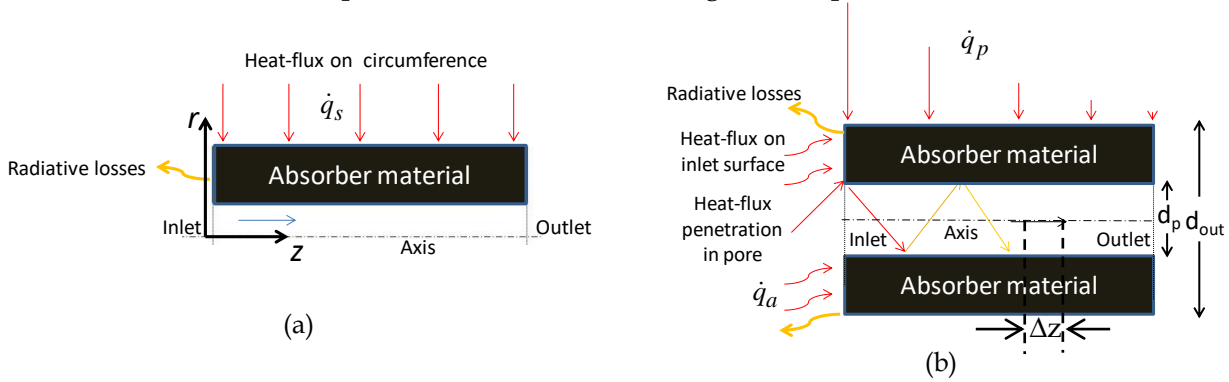 Heat-flux on circumference
q̇s
r
Radiative losses
Absorber material
Inlet
z
Axis
Outlet
(a)
q̇p
Radiative losses
Heat-flux on
inlet surface
Absorber material
Heat-flux
penetration
in pore
Inlet
Axis
Outlet
dp
dout
q̇a
Absorber material
Δz
(b)